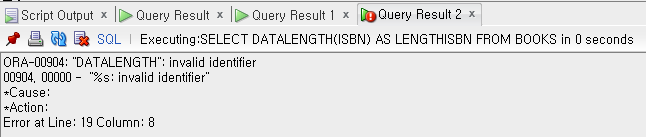 Script Output x Query Result x Query Result 1 x Query Result 2 x
SQL | Executing:SELECT DATALENGTH(ISBN) AS LENGTHISBN FROM BOOKS in 0 seconds
ORA-00904: "DATALENGTH": invalid identifier
00904, 00000 - "%s: invalid identifier"
*Cause:
*Action:
Error at Line: 19 Column: 8